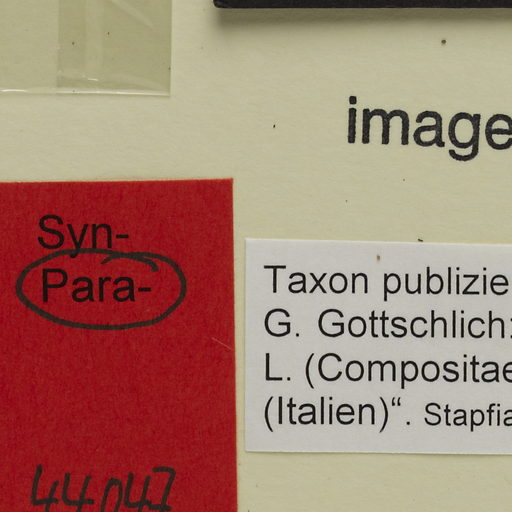 image
Syn-
Para-
44047
Taxon publizie
G. Gottschlich:
L. (Compositae
(Italien)“. Stapfia